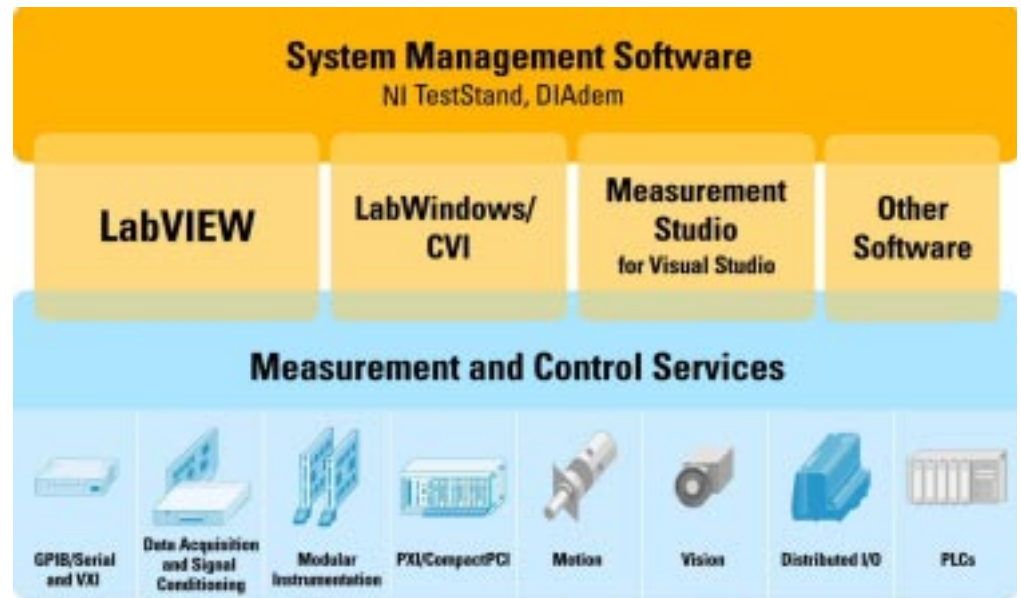 System Management Software
NI TestStand, DIAdem
LabVIEW
LabWindows/
CVI
Measurement
Studio
for Visual Studio
Other
Software
Measurement and Control Services
GPIB/Serial
and VXI
Data Acquisition
and Signal
Conditioning
Modular
Instrumentation
PXI/CompactPCI
Motion
Vision
Distributed I/O
PLCs